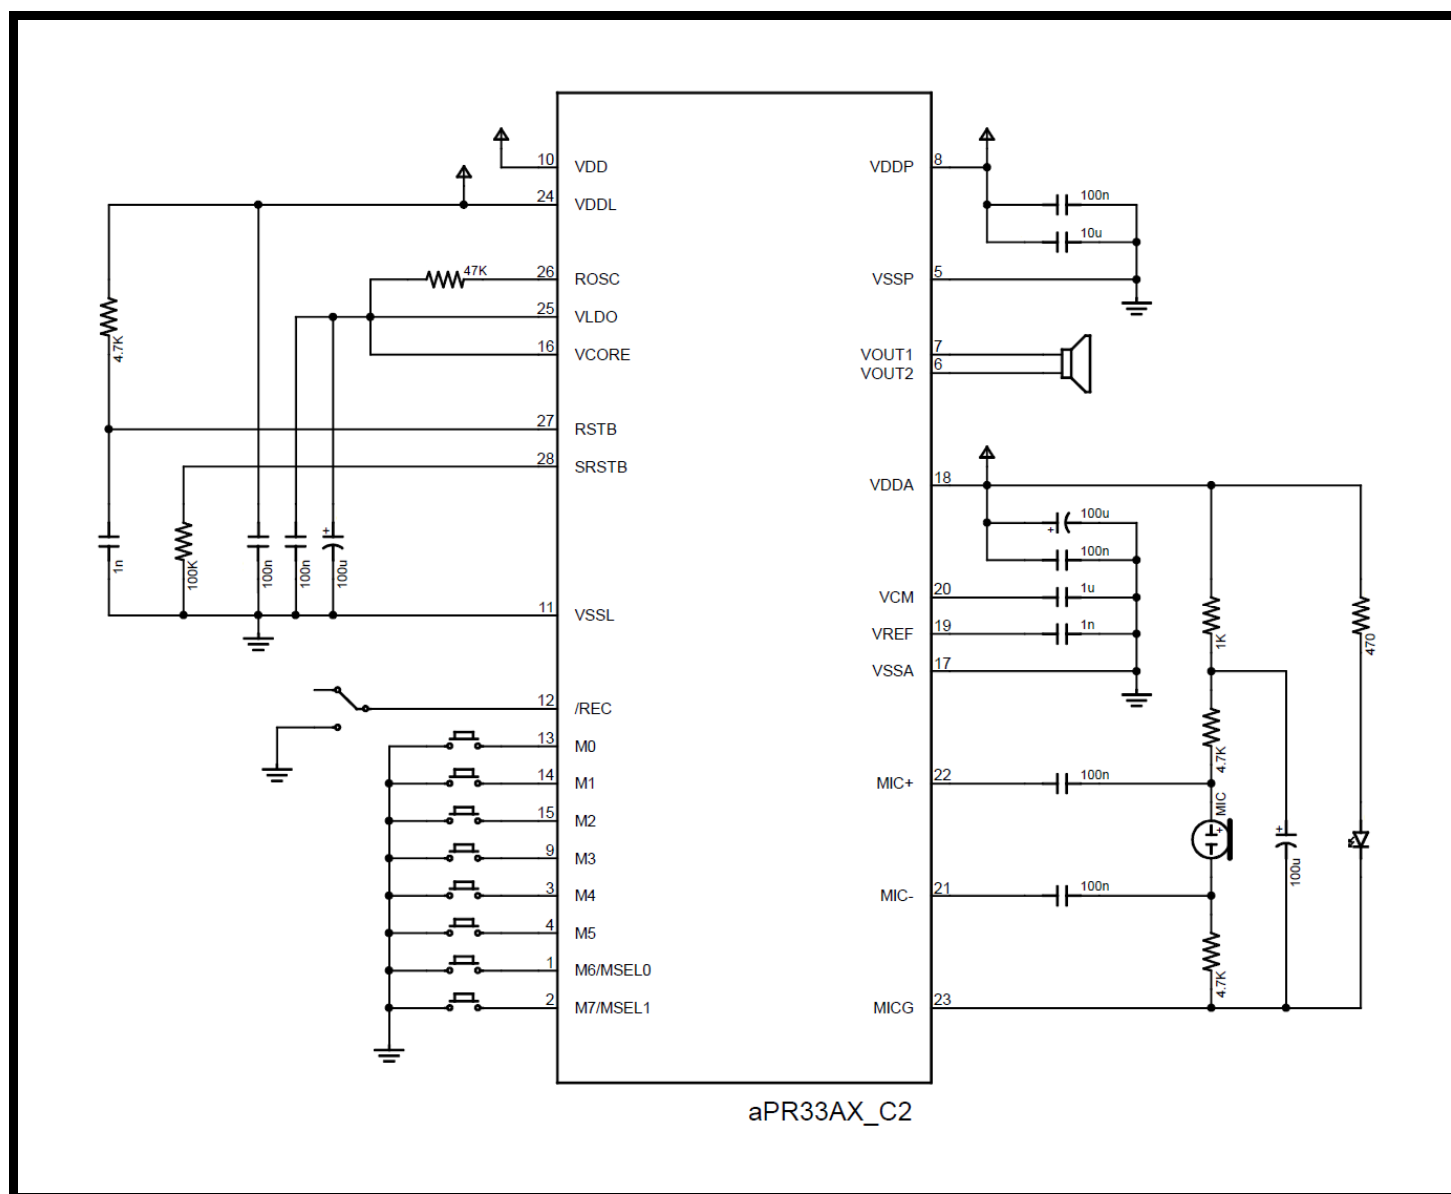 10 VDD
24 VDDL
47K 26 ROSC
25 VLDO
16 VCORE
4.7K
27 RSTB
28 SRSTB
1n
100K
100n
100n
+
100u
11 VSSL
12 /REC
13 M0
14 M1
15 M2
9 M3
3 M4
4 M5
1 M6/MSEL0
2 M7/MSEL1
VDDP 8
100n
10u
VSSP 5
VOUT1 7
VOUT2 6
VDDA 18
+ 100u
100n
VCM 20 1u
VREF 19 1n
VSSA 17
1K
470
4.7K
MIC+ 22 100n
MIC
+
+
100u
MIC- 21 100n
4.7K
MICG 23
aPR33AX_C2